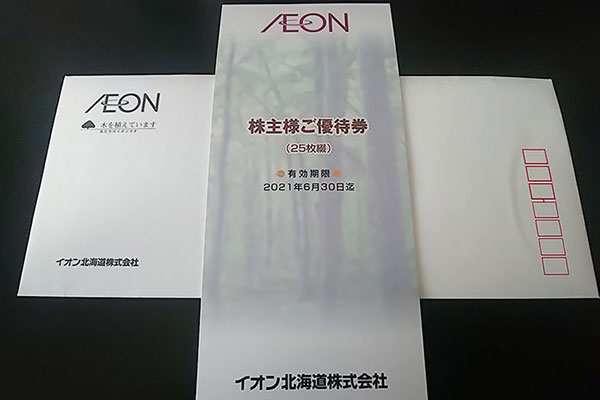 ÆON
株主様ご優待券
(25枚綴)
●有効期限●
2021年6月30日迄
イオン北海道株式会社
ÆON
木を植えています
イオン北海道株式会社